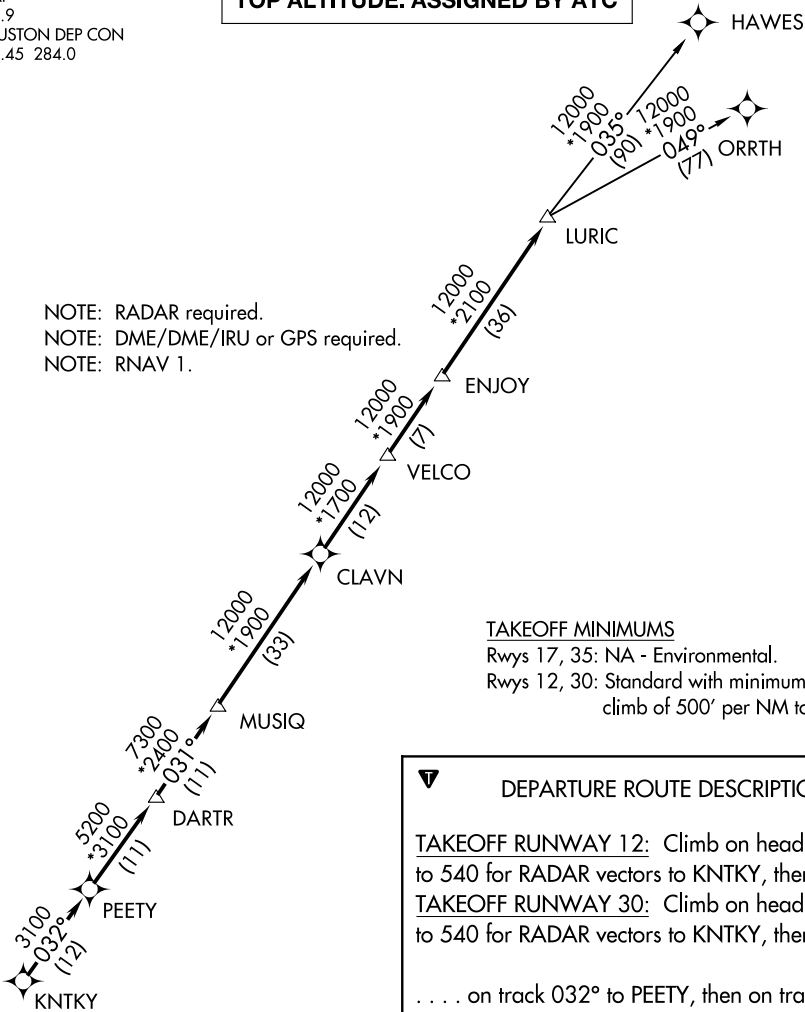 .9
USTON DEP CON
.45 284.0
TOP ALTITUDE: ASSIGNED BY ATC
HAWES
12000
*1900
035°
(90)
12000
*1900
049°
(77)
ORRTH
LURIC
12000
*2100
(36)
NOTE: RADAR required.
NOTE: DME/DME/IRU or GPS required.
NOTE: RNAV 1.
ENJOY
12000
*1900
(7)
VELCO
12000
*1700
(12)
CLAVN
12000
*1900
(33)
TAKEOFF MINIMUMS
Rwys 17, 35: NA - Environmental.
Rwys 12, 30: Standard with minimum
climb of 500' per NM to
MUSIQ
7300
*2400
031°
(11)
DARTR
5200
*3100
(11)
PEETY
3100
032°
(12)
KNTKY
T
DEPARTURE ROUTE DESCRIPTIO
TAKEOFF RUNWAY 12: Climb on head
to 540 for RADAR vectors to KNTKY, then
TAKEOFF RUNWAY 30: Climb on head
to 540 for RADAR vectors to KNTKY, then
. . . . on track 032° to PEETY, then on tra